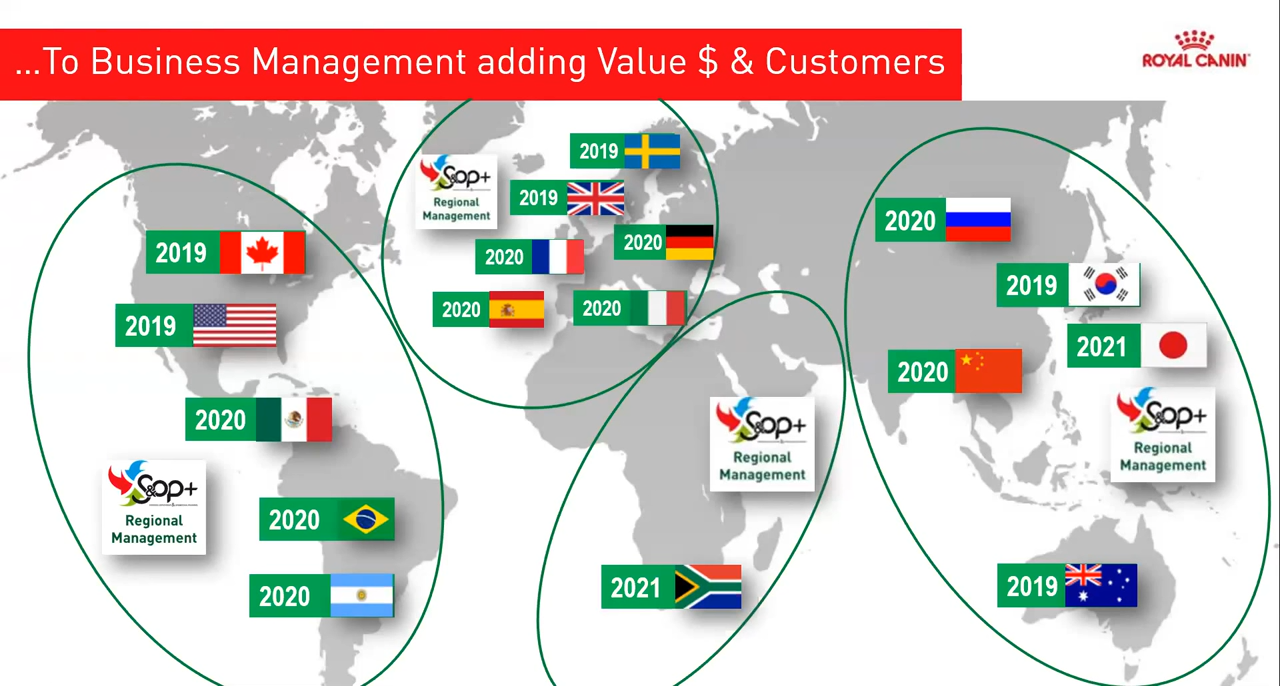 ...To Business Management adding Value $ & Customers
ROYAL CANIN
2019
2019
2020
S&OP+
Regional
Management
2020
2020
S&OP+
Regional
Management
2019
2019
2020
2020
2020
2020
S&OP+
Regional
Management
2021
2020
2019
2021
2020
S&OP+
Regional
Management
2019